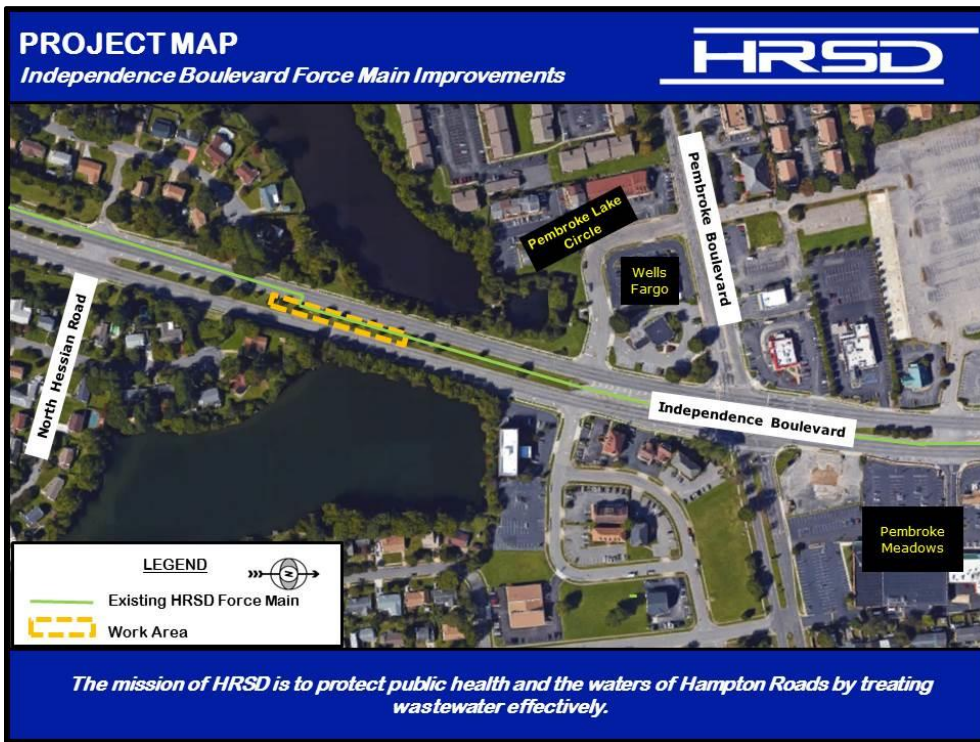 PROJECT MAP
Independence Boulevard Force Main Improvements
HRSD
Pembroke Boulevard
Pembroke Lake
Circle
Wells
Fargo
North Hessian Road
Independence Boulevard
Pembroke
Meadows
LEGEND
N
Existing HRSD Force Main
Work Area
The mission of HRSD is to protect public health and the waters of Hampton Roads by treating
wastewater effectively.